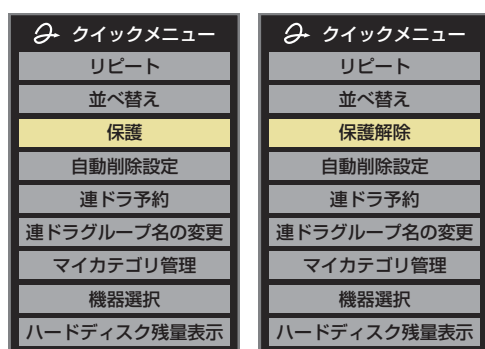 クイックメニュー
リピート
並べ替え
保護
自動削除設定
連ドラ予約
連ドラグループ名の変更
マイカテゴリ管理
機器選択
ハードディスク残量表示
クイックメニュー
リピート
並べ替え
保護解除
自動削除設定
連ドラ予約
連ドラグループ名の変更
マイカテゴリ管理
機器選択
ハードディスク残量表示